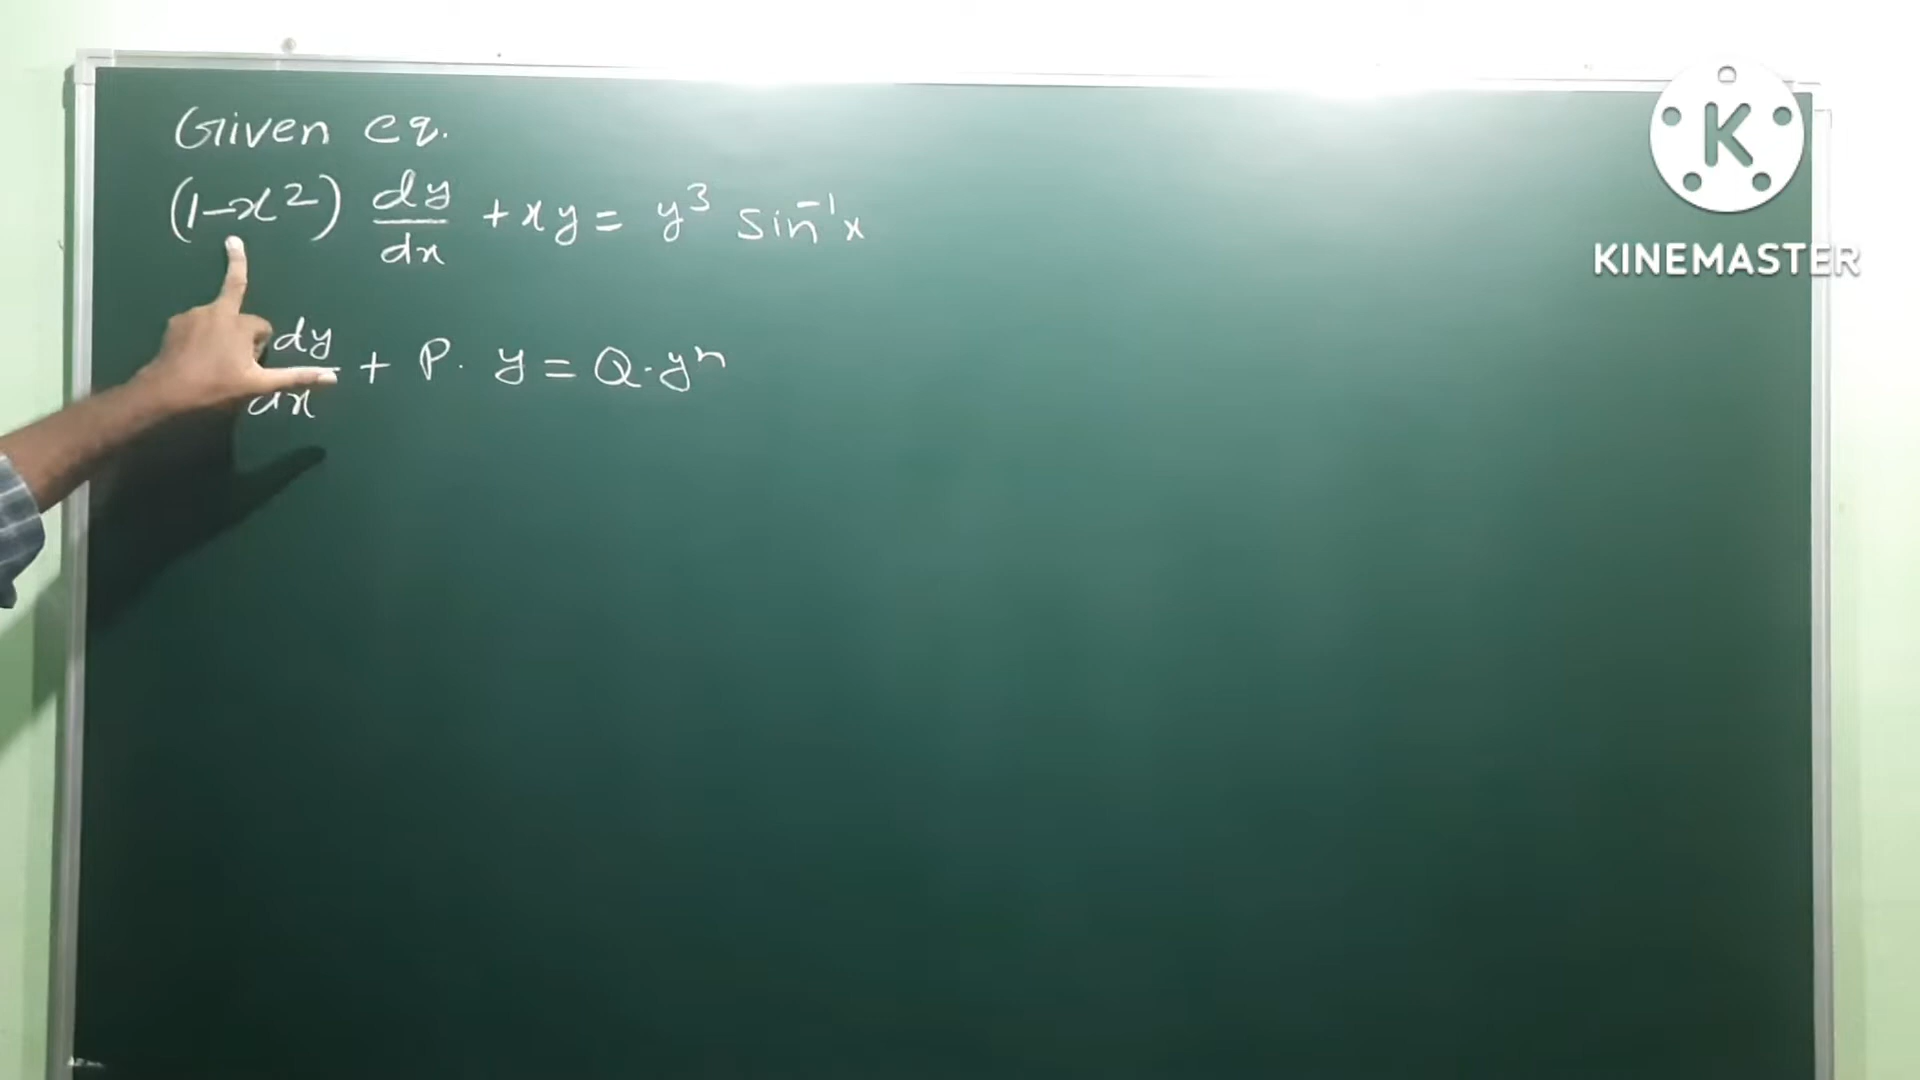 Given eq.
(1-x²) dy/dx + xy = y³ sin⁻¹x
dy/dx + P. y = Q.yⁿ
K
KINEMASTER